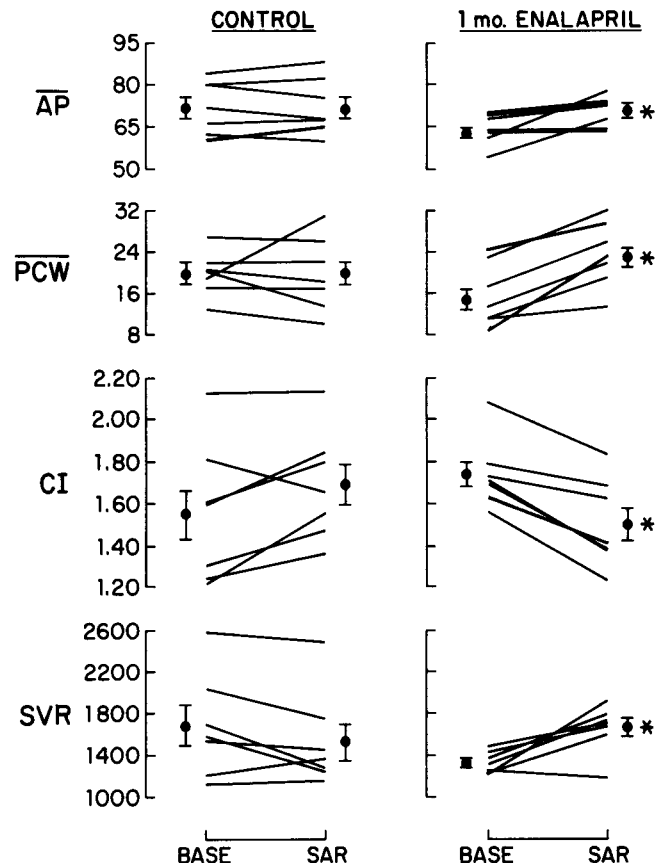 CONTROL
1 mo. ENALAPRIL
AP
95
80
65
50
*
PCW
32
24
16
8
*
CI
2.20
2.00
1.80
1.60
1.40
1.20
*
SVR
2600
2200
1800
1400
1000
*
BASE SAR
BASE SAR